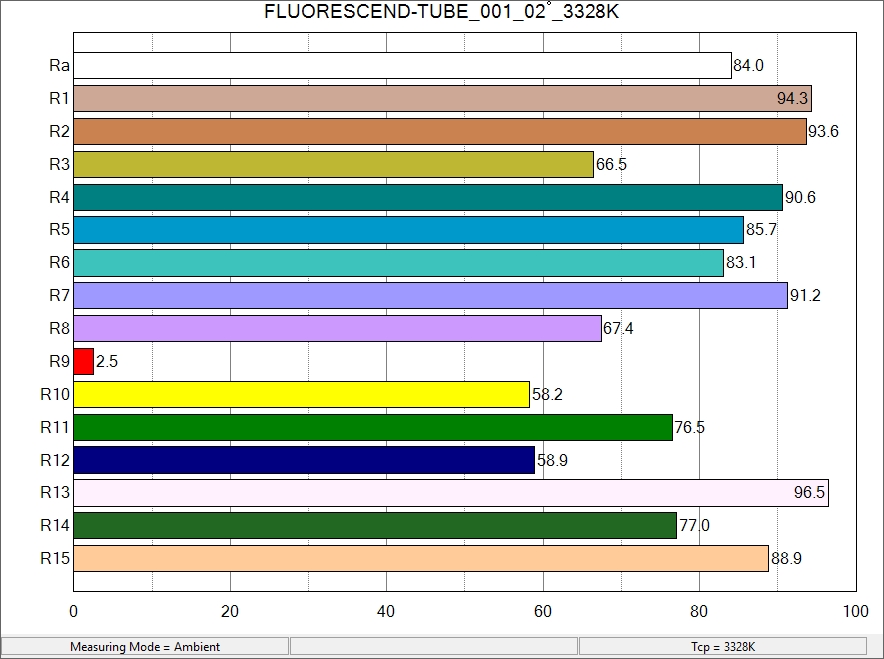 FLUORESCEND-TUBE_001_02°_3328K
Ra 84.0
R1 94.3
R2 93.6
R3 66.5
R4 90.6
R5 85.7
R6 83.1
R7 91.2
R8 67.4
R9 2.5
R10 58.2
R11 76.5
R12 58.9
R13 96.5
R14 77.0
R15 88.9
0 20 40 60 80 100
Measuring Mode = Ambient Tcp = 3328K